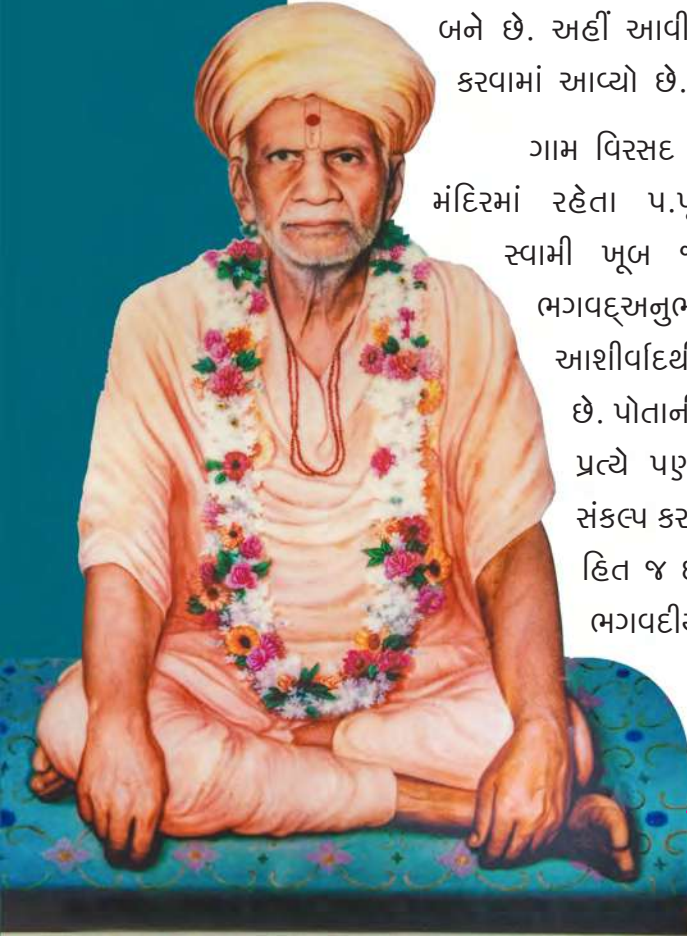 બને છે. અહીં આવી
કરવામાં આવ્યો છે.
ગામ વિરસદ
મંદિરમાં રહેતા પ.પૂ
સ્વામી ખૂબ જ
ભગવદ્અનુભ
આશીર્વાદથી
છે. પોતાની
પ્રત્યે પણ
સંકલ્પ કર
હિત જ
ભગવદીય